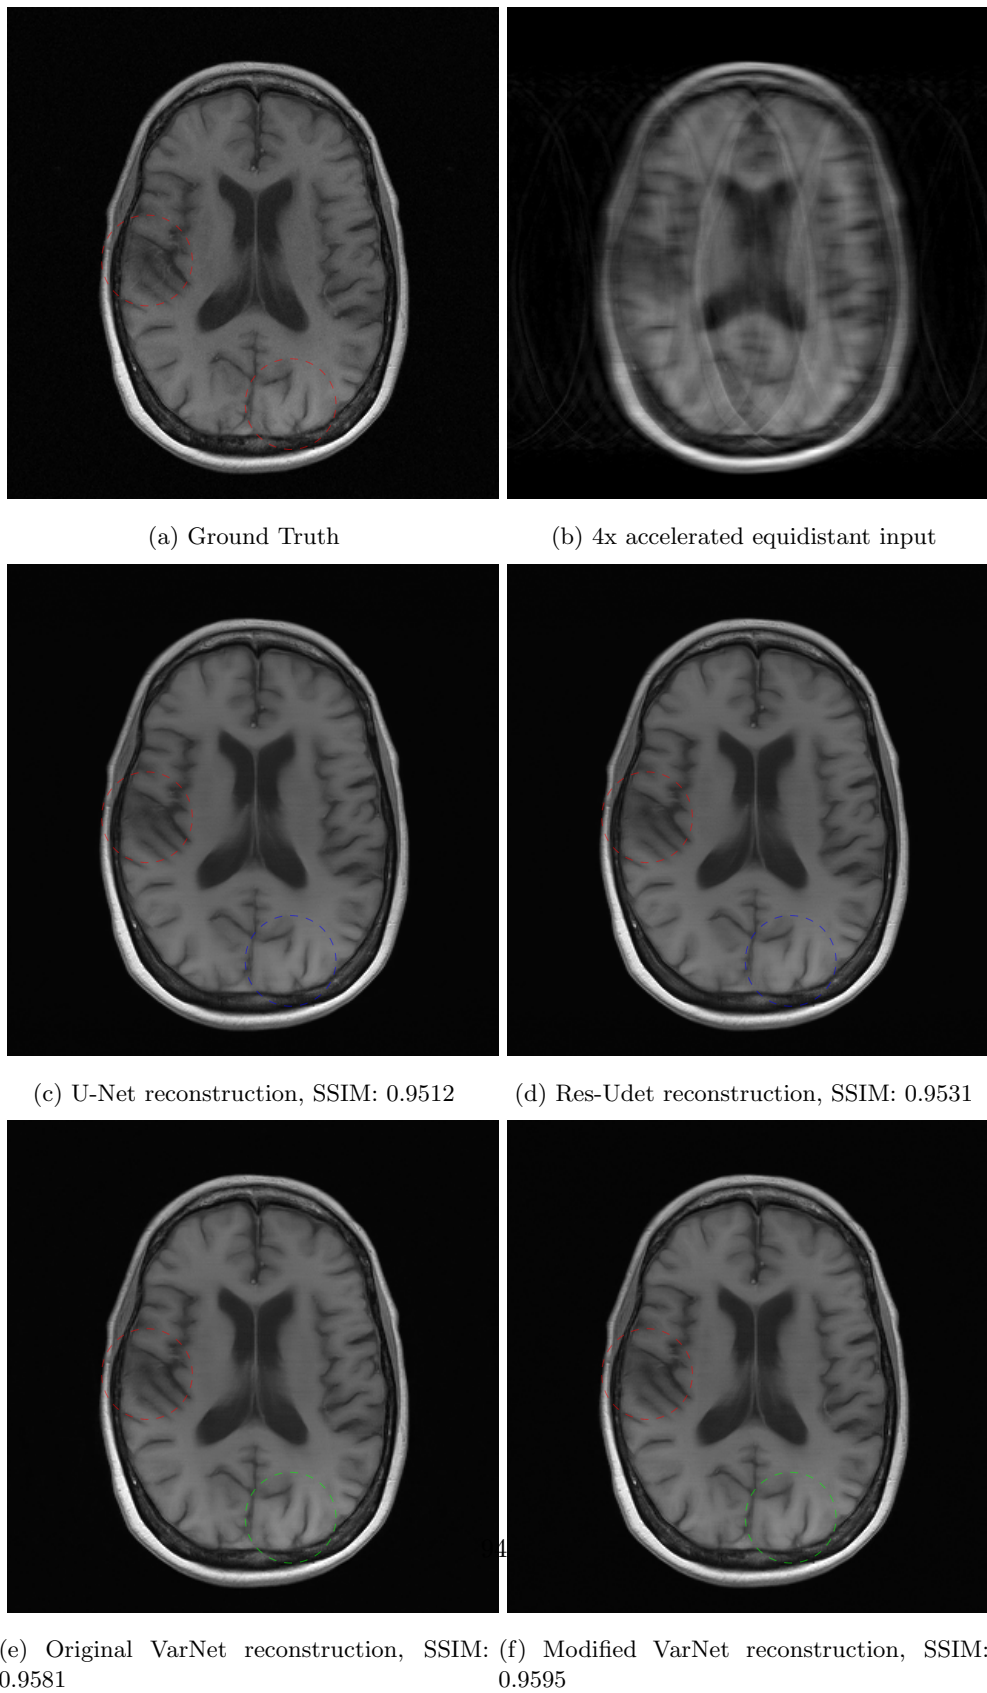 (a) Ground Truth
(b) 4x accelerated equidistant input
(c) U-Net reconstruction, SSIM: 0.9512
(d) Res-Udet reconstruction, SSIM: 0.9531
94
(e) Original VarNet reconstruction, SSIM:
0.9581
(f) Modified VarNet reconstruction, SSIM:
0.9595